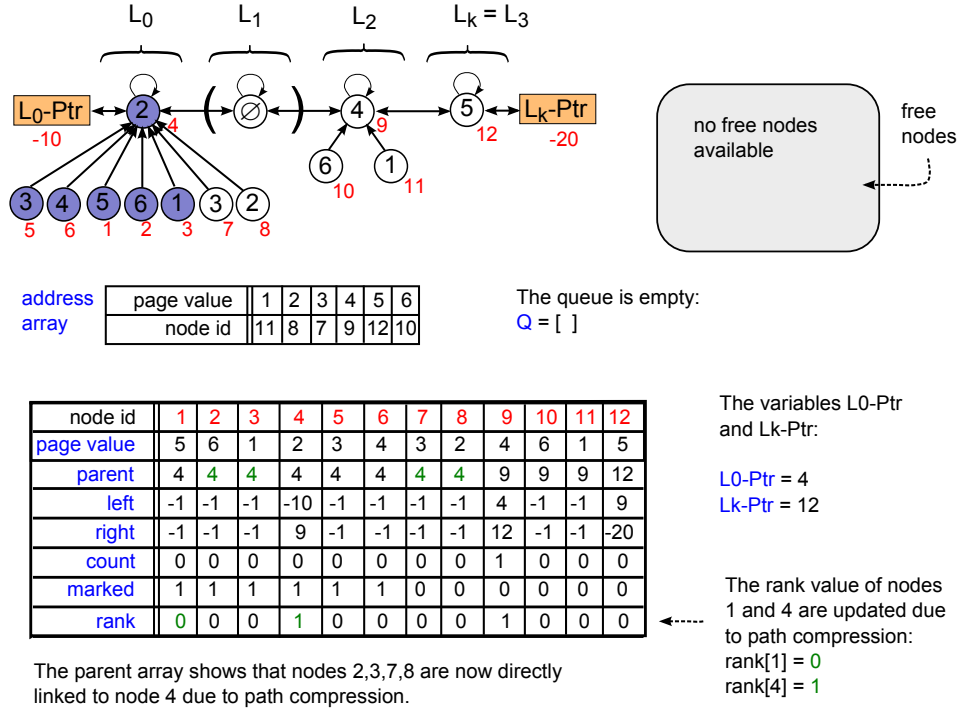 L0 L1 L2 Lk = L3
L0-Ptr 2 ( ∅ ) 4 5 Lk-Ptr
-10 4 9 12 -20
6 1
10 11
3 4 5 6 1 3 2
5 6 1 2 3 7 8
no free nodes
available
free
nodes
address
array
page value 1 2 3 4 5 6
node id 11 8 7 9 12 10
The queue is empty:
Q = [ ]
node id 1 2 3 4 5 6 7 8 9 10 11 12
page value 5 6 1 2 3 4 3 2 4 6 1 5
parent 4 4 4 4 4 4 4 4 9 9 9 12
left -1 -1 -1 -10 -1 -1 -1 -1 4 -1 -1 9
right -1 -1 -1 9 -1 -1 -1 -1 12 -1 -1 -20
count 0 0 0 0 0 0 0 0 1 0 0 0
marked 1 1 1 1 1 1 0 0 0 0 0 0
rank 0 0 0 1 0 0 0 0 1 0 0 0
The variables L0-Ptr
and Lk-Ptr:
L0-Ptr = 4
Lk-Ptr = 12
The rank value of nodes
1 and 4 are updated due
to path compression:
rank[1] = 0
rank[4] = 1
The parent array shows that nodes 2,3,7,8 are now directly
linked to node 4 due to path compression.